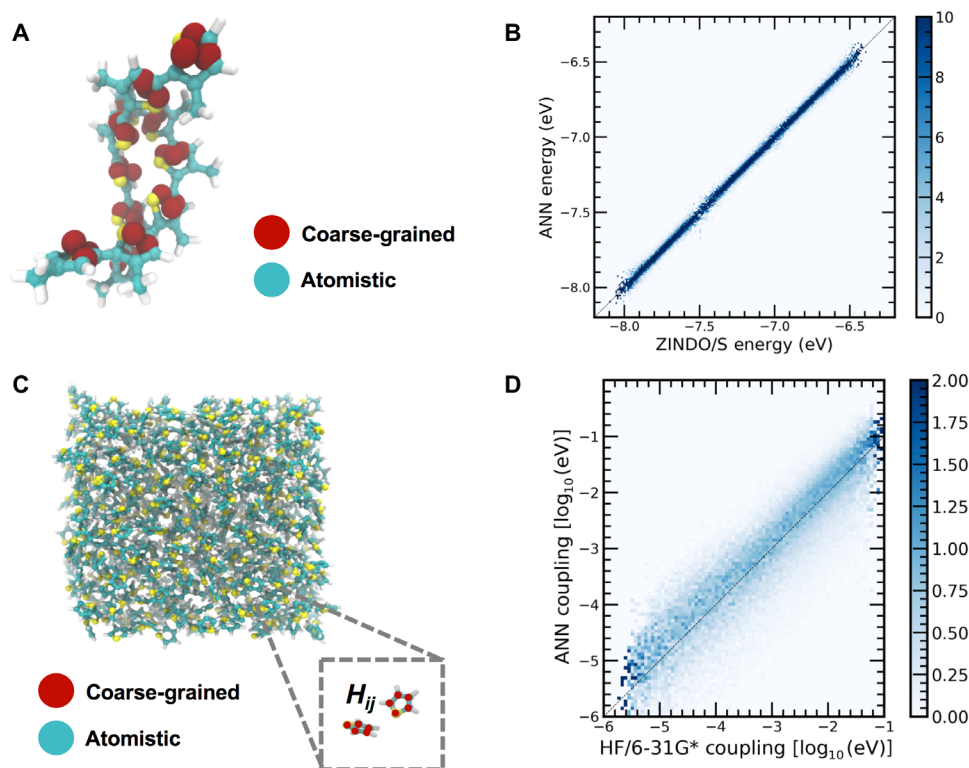 A
Coarse-grained
Atomistic
B
ANN energy (eV)
−6.5
−7.0
−7.5
−8.0
−8.0
−7.5
−7.0
−6.5
ZINDO/S energy (eV)
10
8
6
4
2
0
C
Coarse-grained
Atomistic
Hij
D
ANN coupling [log10(eV)]
−1
−2
−3
−4
−5
−6
−6
−5
−4
−3
−2
−1
HF/6-31G* coupling [log10(eV)]
2.00
1.75
1.50
1.25
1.00
0.75
0.50
0.25
0.00